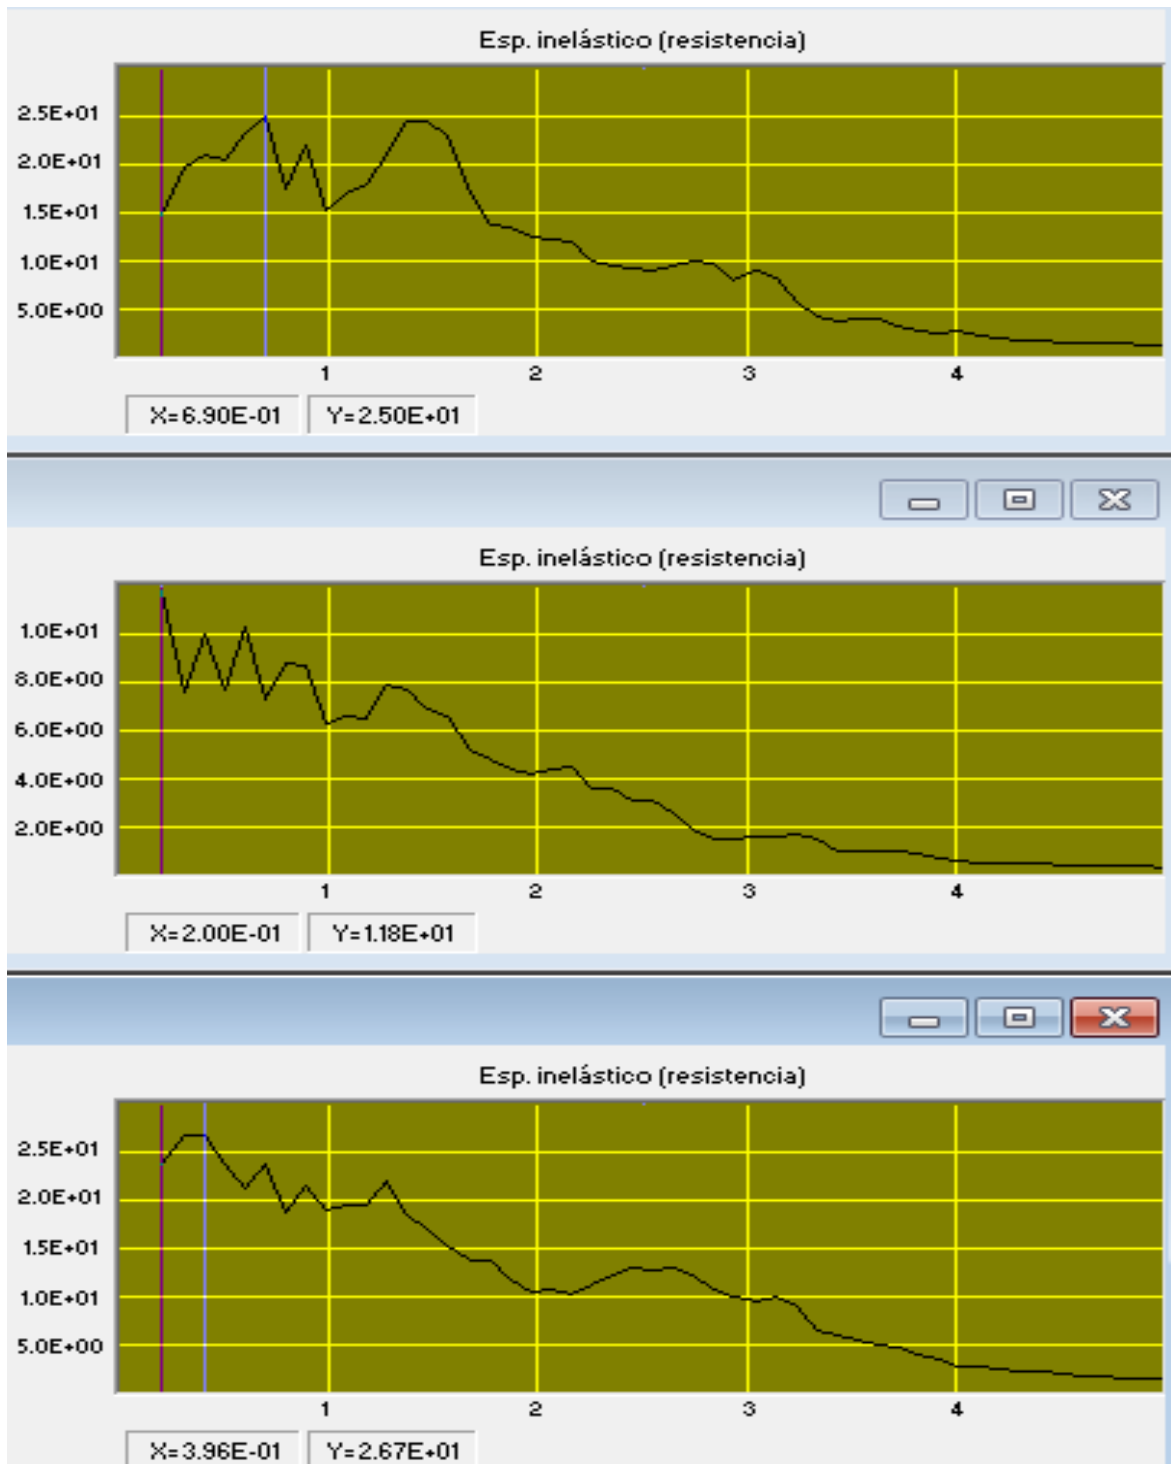 Esp. inelástico (resistencia)
2.5E+01
2.0E+01
1.5E+01
1.0E+01
5.0E+00
1 2 3 4
X=6.90E-01 Y=2.50E+01
Esp. inelástico (resistencia)
1.0E+01
8.0E+00
6.0E+00
4.0E+00
2.0E+00
1 2 3 4
X=2.00E-01 Y=1.18E+01
Esp. inelástico (resistencia)
2.5E+01
2.0E+01
1.5E+01
1.0E+01
5.0E+00
1 2 3 4
X=3.96E-01 Y=2.67E+01